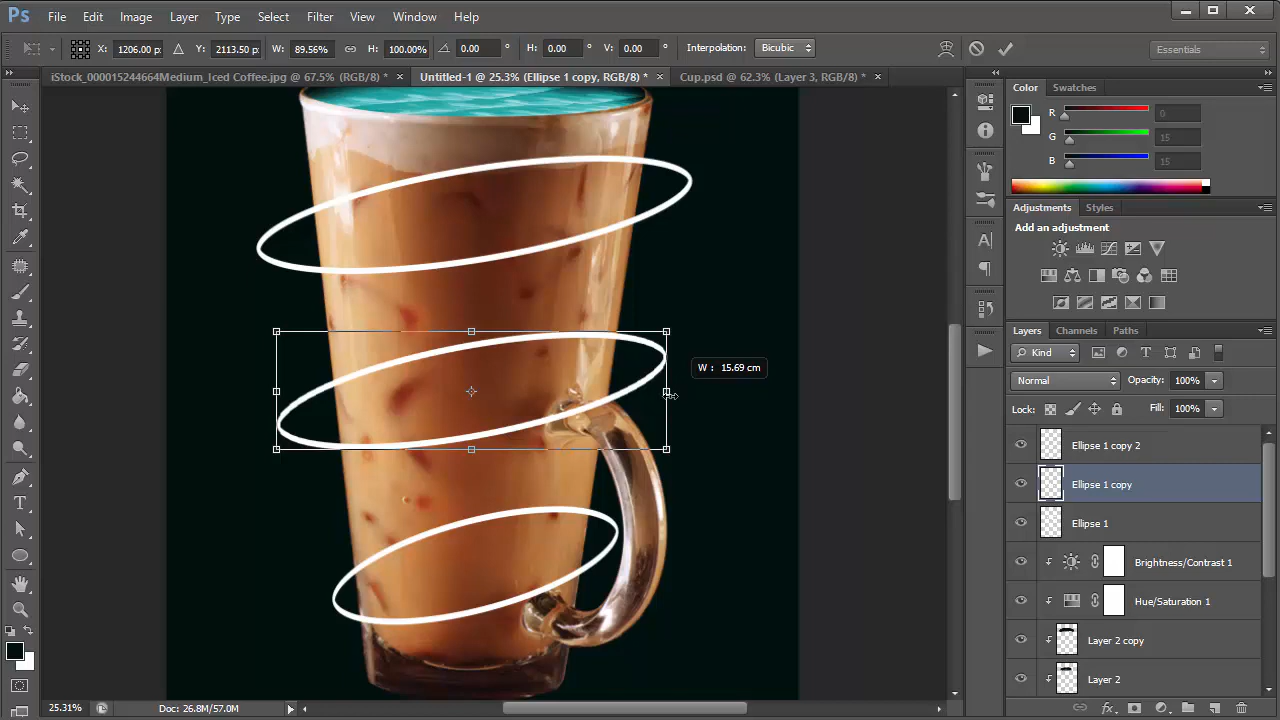 Ps File Edit Image Layer Type Select Filter View Window Help
X: 1206.00 p: Y: 2113.50 p: W: 89.56% H: 100.00% 0.00 ° H: 0.00 ° V: 0.00 ° Interpolation: Bicubic Essentials
iStock_000015244664Medium_Iced Coffee.jpg @ 67.5% (RGB/8) * × Untitled-1 @ 25.3% (Ellipse 1 copy, RGB/8) * × Cup.psd @ 62.3% (Layer 3, RGB/8) * ×
Color Swatches
R 0
G 15
B 15
Adjustments Styles
Add an adjustment
W : 15.69 cm
Layers Channels Paths
Kind
Normal Opacity: 100%
Lock: Fill: 100%
Ellipse 1 copy 2
Ellipse 1 copy
Ellipse 1
Brightness/Contrast 1
Hue/Saturation 1
Layer 2 copy
Layer 2
25.31% Doc: 26.8M/57.0M